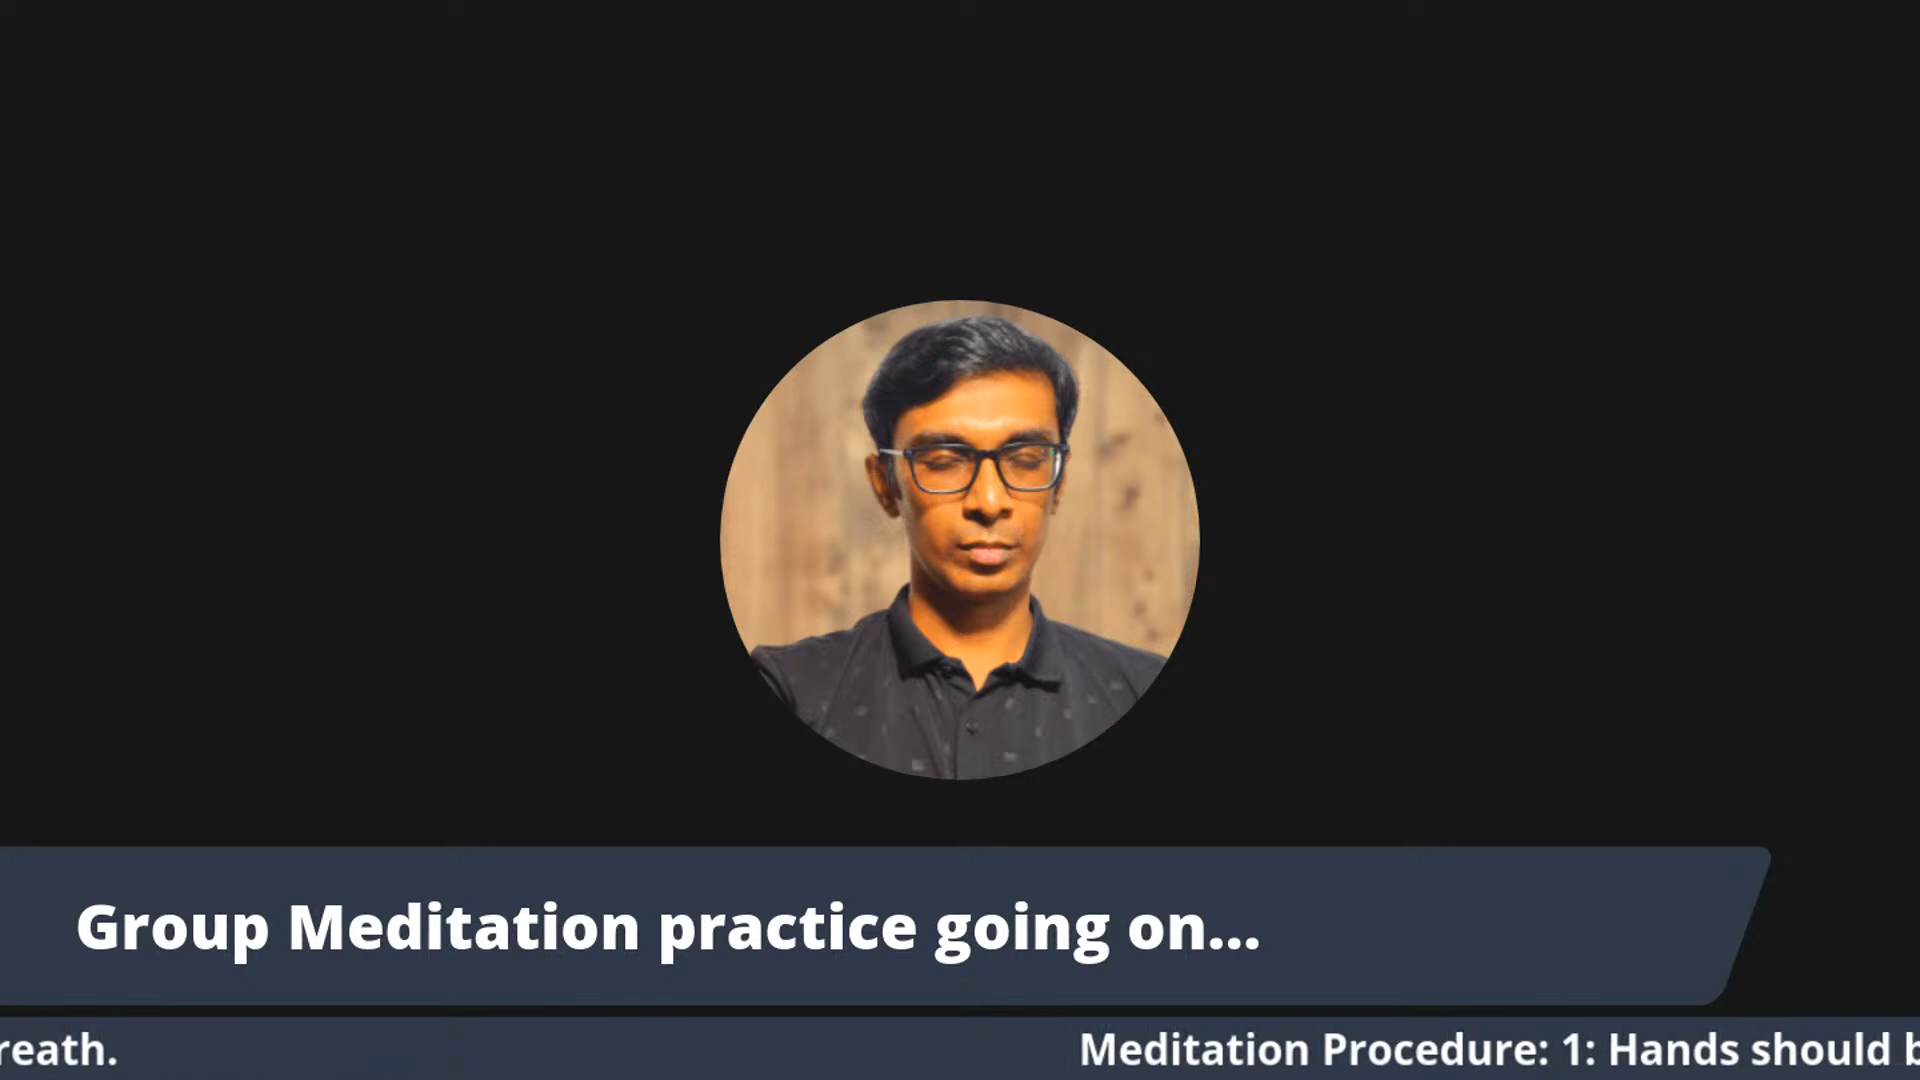 Group Meditation practice going on...
reath. Meditation Procedure: 1: Hands should